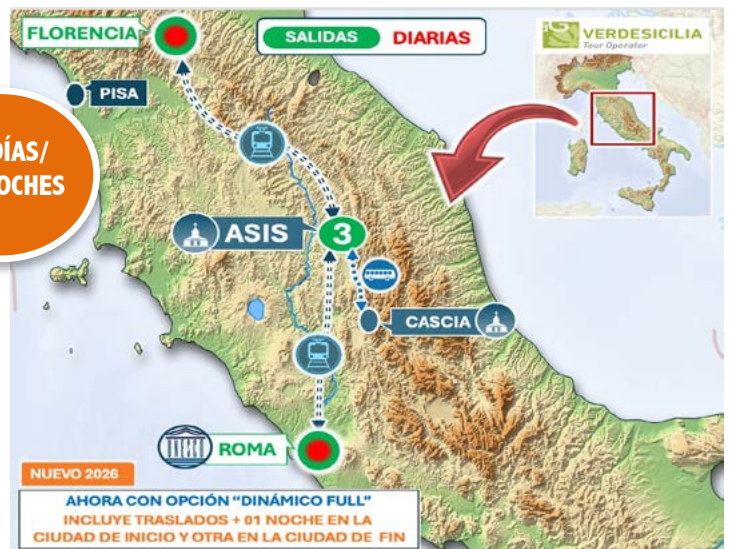 FLORENCIA
SALIDAS DIARIAS
VERDESICILIA
Tour Operator
PISA
DÍAS/
OCHES
ASIS
3
CASCIA
ROMA
NUEVO 2026
AHORA CON OPCIÓN “DINÁMICO FULL”
INCLUYE TRASLADOS + 01 NOCHE EN LA
CIUDAD DE INICIO Y OTRA EN LA CIUDAD DE FIN